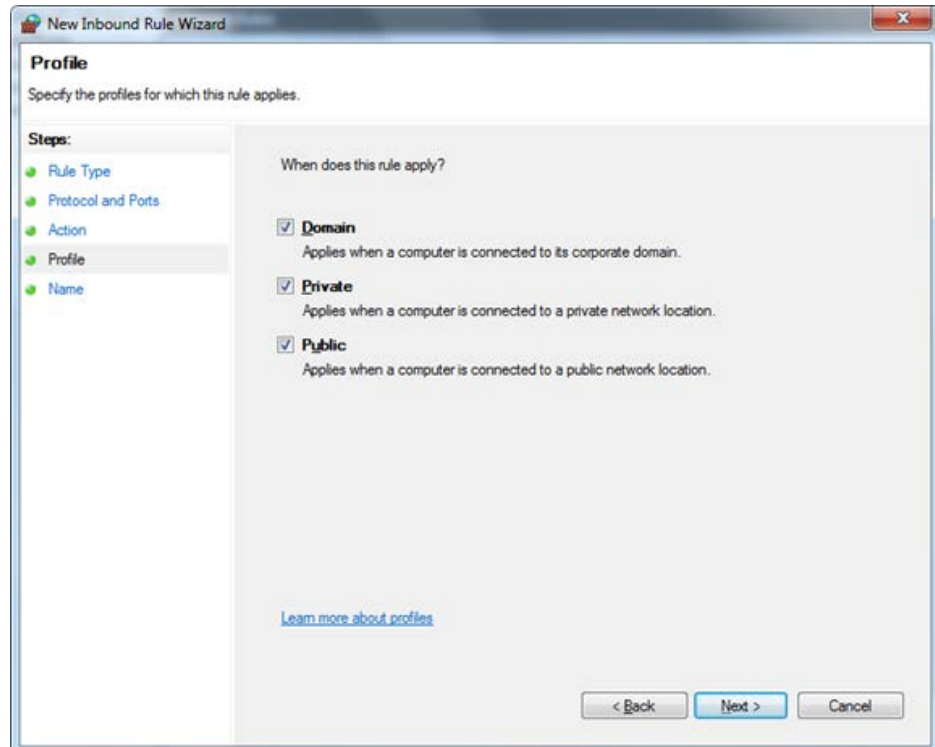 New Inbound Rule Wizard
Profile
Specify the profiles for which this rule applies.
Steps:
Rule Type
Protocol and Ports
Action
Profile
Name
When does this rule apply?
Domain
Applies when a computer is connected to its corporate domain.
Private
Applies when a computer is connected to a private network location.
Public
Applies when a computer is connected to a public network location.
Learn more about profiles
< Back
Next >
Cancel